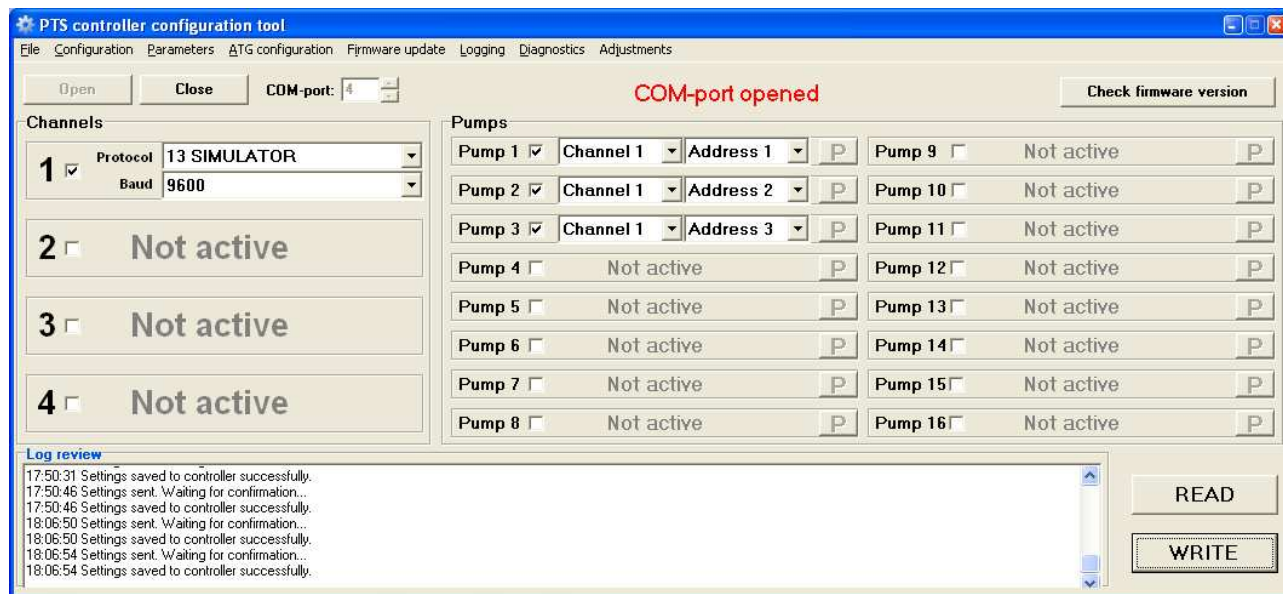 PTS controller configuration tool
File Configuration Parameters ATG configuration Firmware update Logging Diagnostics Adjustments
Open Close COM-port: 4 COM-port opened Check firmware version
Channels
1 Protocol 13 SIMULATOR
Baud 9600
2 Not active
3 Not active
4 Not active
Pumps
Pump 1 Channel 1 Address 1 P
Pump 2 Channel 1 Address 2 P
Pump 3 Channel 1 Address 3 P
Pump 4 Not active P
Pump 5 Not active P
Pump 6 Not active P
Pump 7 Not active P
Pump 8 Not active P
Pump 9 Not active P
Pump 10 Not active P
Pump 11 Not active P
Pump 12 Not active P
Pump 13 Not active P
Pump 14 Not active P
Pump 15 Not active P
Pump 16 Not active P
Log review
17:50:31 Settings saved to controller successfully.
17:50:46 Settings sent. Waiting for confirmation...
17:50:46 Settings saved to controller successfully.
18:06:50 Settings sent. Waiting for confirmation...
18:06:50 Settings saved to controller successfully.
18:06:54 Settings sent. Waiting for confirmation...
18:06:54 Settings saved to controller successfully.
READ
WRITE